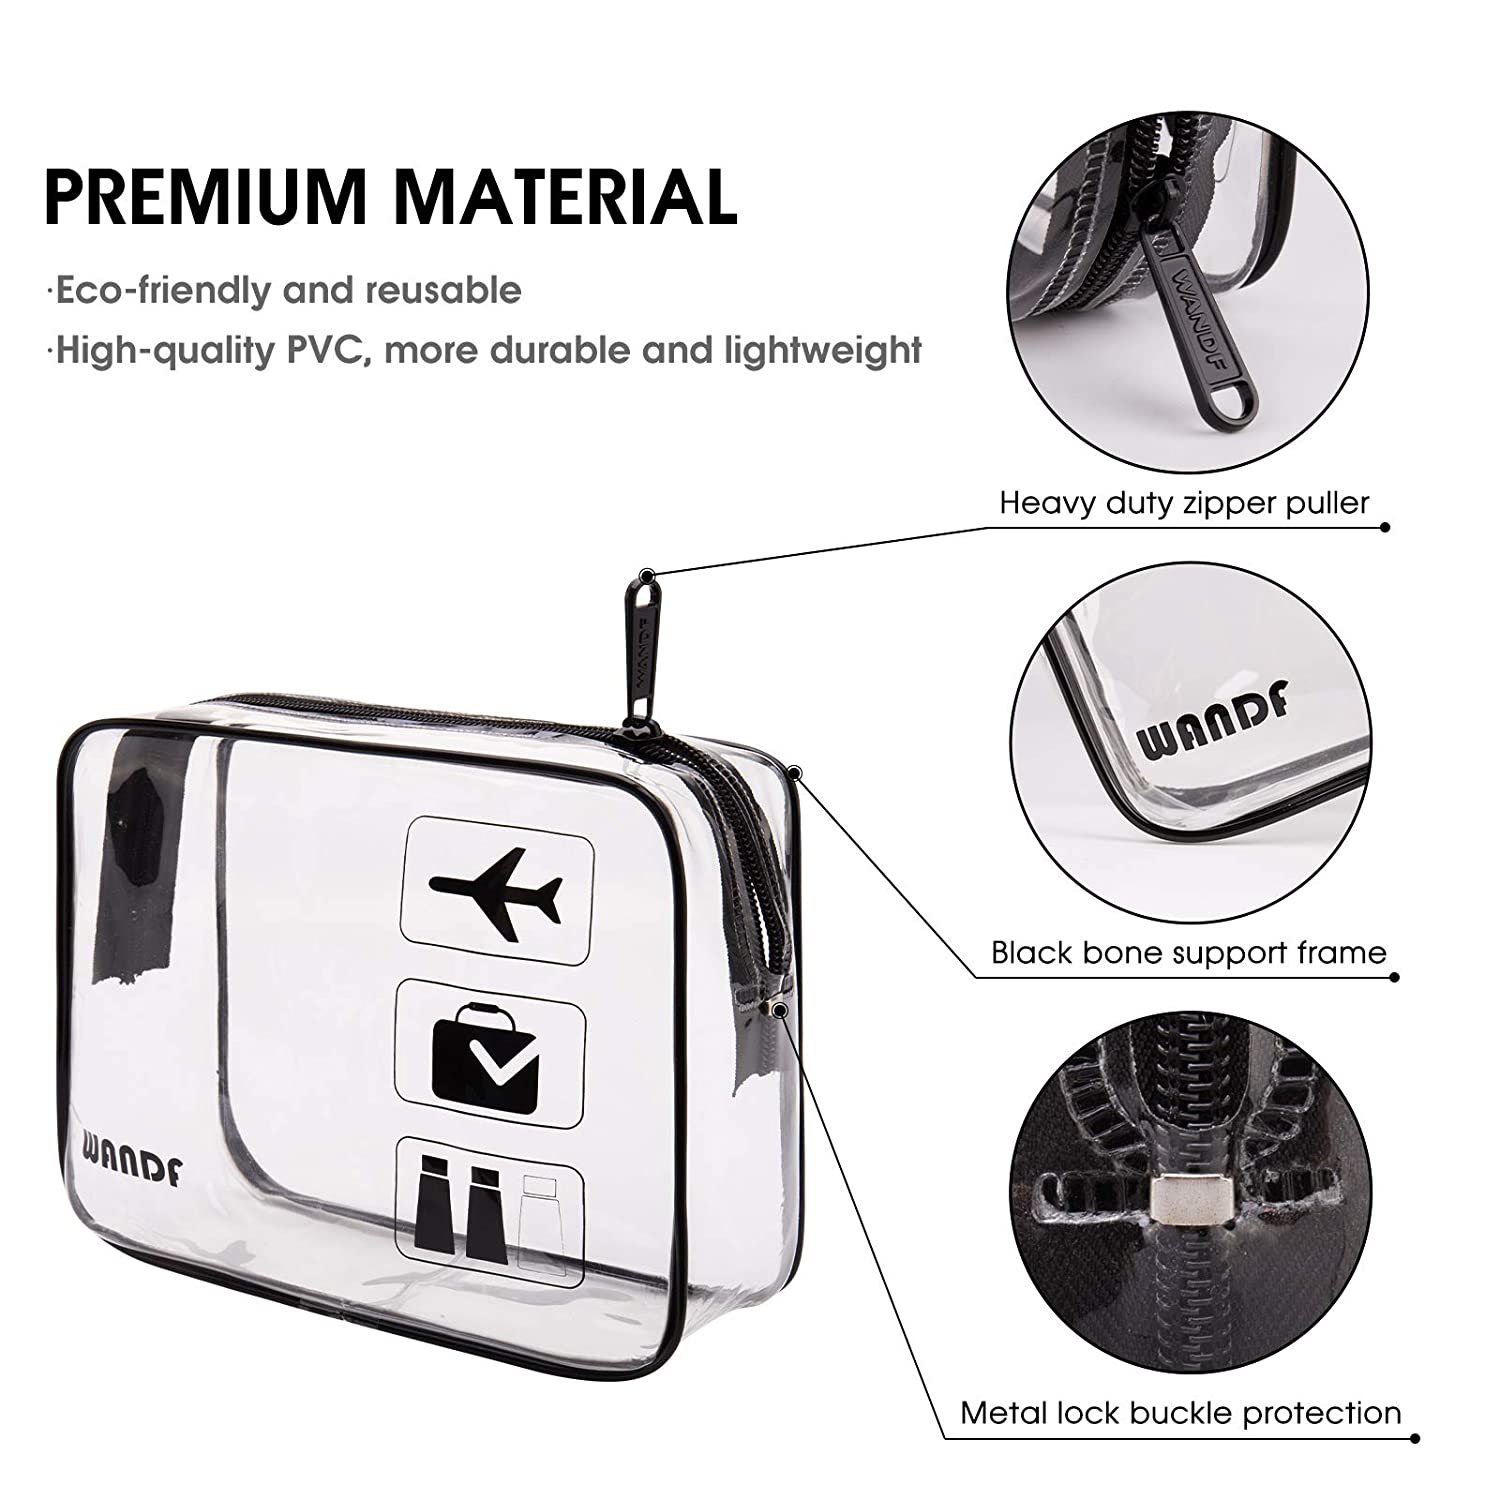 PREMIUM MATERIAL
·Eco-friendly and reusable
·High-quality PVC, more durable and lightweight
WANDF
Heavy duty zipper puller
WANDF
WANDF
Black bone support frame
WANDF
Metal lock buckle protection